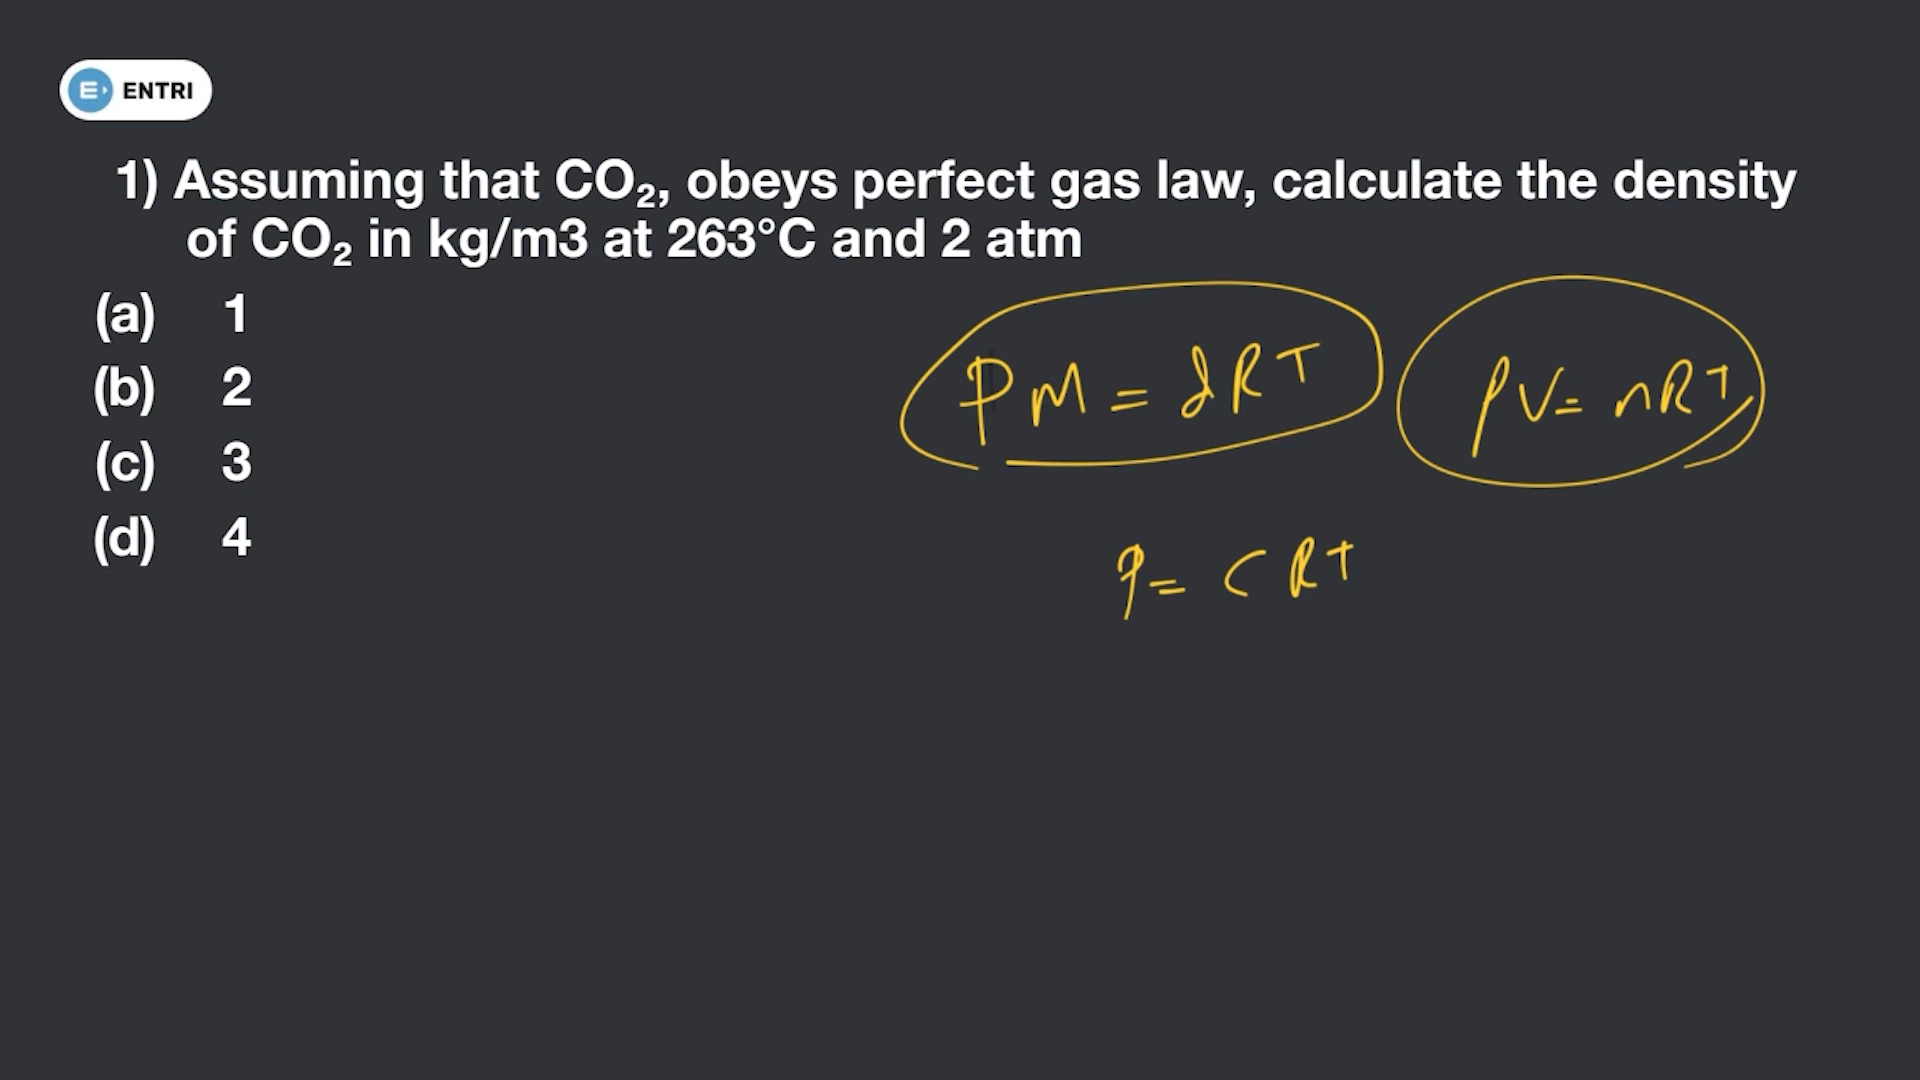 ENTRI
1) Assuming that CO₂, obeys perfect gas law, calculate the density
of CO₂ in kg/m3 at 263°C and 2 atm
(a) 1
(b) 2
(c) 3
(d) 4
PM = dRT
PV = nRT
P = CRT